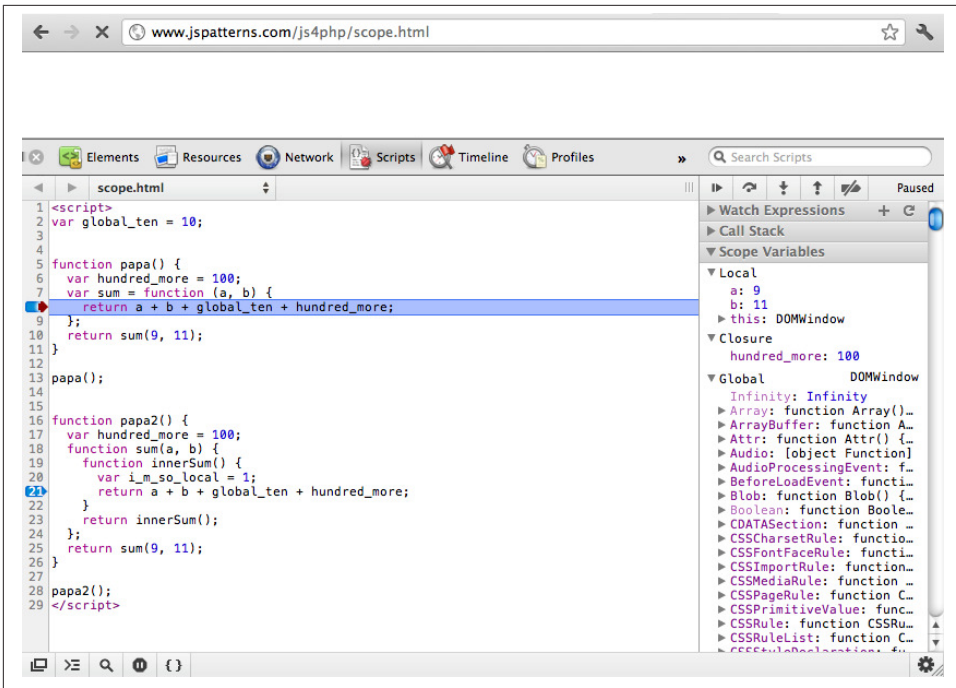 www.jspatterns.com/js4php/scope.html
Elements Resources Network Scripts Timeline Profiles » Search Scripts
scope.html Paused
1 <script>
2 var global_ten = 10;
3
4
5 function papa() {
6 var hundred_more = 100;
7 var sum = function (a, b) {
return a + b + global_ten + hundred_more;
9 };
10 return sum(9, 11);
11 }
12
13 papa();
14
15
16 function papa2() {
17 var hundred_more = 100;
18 function sum(a, b) {
19 function innerSum() {
20 var i_m_so_local = 1;
21 return a + b + global_ten + hundred_more;
22 }
23 return innerSum();
24 };
25 return sum(9, 11);
26 }
27
28 papa2();
29 </script>
Watch Expressions + C
Call Stack
Scope Variables
Local
a: 9
b: 11
this: DOMWindow
Closure
hundred_more: 100
Global DOMWindow
Infinity: Infinity
Array: function Array()…
ArrayBuffer: function A…
Attr: function Attr() {…
Audio: [object Function]
AudioProcessingEvent: f…
BeforeLoadEvent: functi…
Blob: function Blob() {…
Boolean: function Boole…
CDATASection: function …
CSSCharsetRule: functio…
CSSFontFaceRule: functi…
CSSImportRule: function…
CSSMediaRule: function …
CSSPageRule: function C…
CSSPrimitiveValue: func…
CSSRule: function CSSRu…
CSSRuleList: function C…